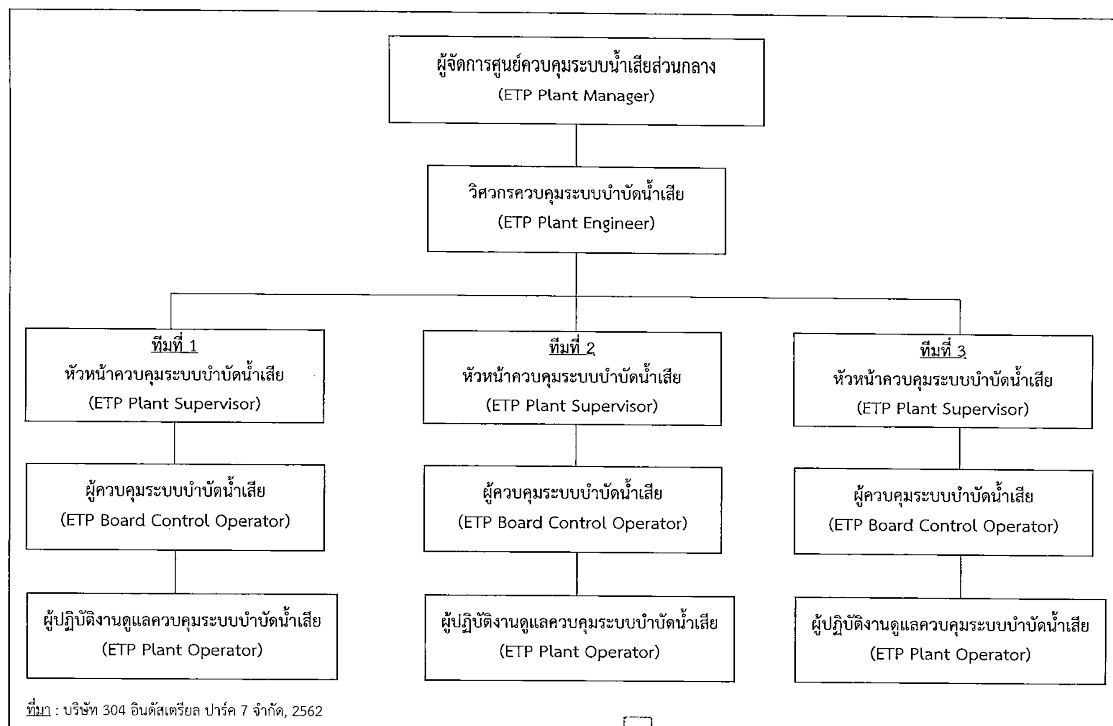 ผู้จัดการศูนย์ควบคุมระบบน้ำเสียส่วนกลาง
(ETP Plant Manager)
วิศวกรควบคุมระบบบำบัดน้ำเสีย
(ETP Plant Engineer)
ทีมที่ 1
หัวหน้าควบคุมระบบบำบัดน้ำเสีย
(ETP Plant Supervisor)
ผู้ควบคุมระบบบำบัดน้ำเสีย
(ETP Board Control Operator)
ผู้ปฏิบัติงานดูแลควบคุมระบบบำบัดน้ำเสีย
(ETP Plant Operator)
ทีมที่ 2
หัวหน้าควบคุมระบบบำบัดน้ำเสีย
(ETP Plant Supervisor)
ผู้ควบคุมระบบบำบัดน้ำเสีย
(ETP Board Control Operator)
ผู้ปฏิบัติงานดูแลควบคุมระบบบำบัดน้ำเสีย
(ETP Plant Operator)
ทีมที่ 3
หัวหน้าควบคุมระบบบำบัดน้ำเสีย
(ETP Plant Supervisor)
ผู้ควบคุมระบบบำบัดน้ำเสีย
(ETP Board Control Operator)
ผู้ปฏิบัติงานดูแลควบคุมระบบบำบัดน้ำเสีย
(ETP Plant Operator)
ที่มา : บริษัท 304 อินดัสเตรียล ปาร์ค 7 จำกัด, 2562